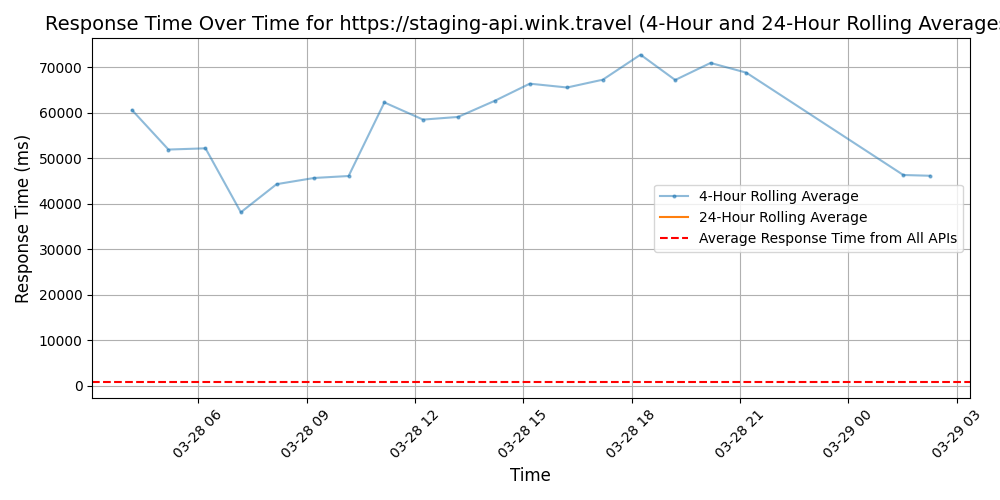 Response Time Over Time for https://staging-api.wink.travel (4-Hour and 24-Hour Rolling Averages
Response Time (ms)
70000
60000
50000
40000
30000
20000
10000
0
4-Hour Rolling Average
24-Hour Rolling Average
Average Response Time from All APIs
03-28 06
03-28 09
03-28 12
03-28 15
03-28 18
03-28 21
03-29 00
03-29 03
Time